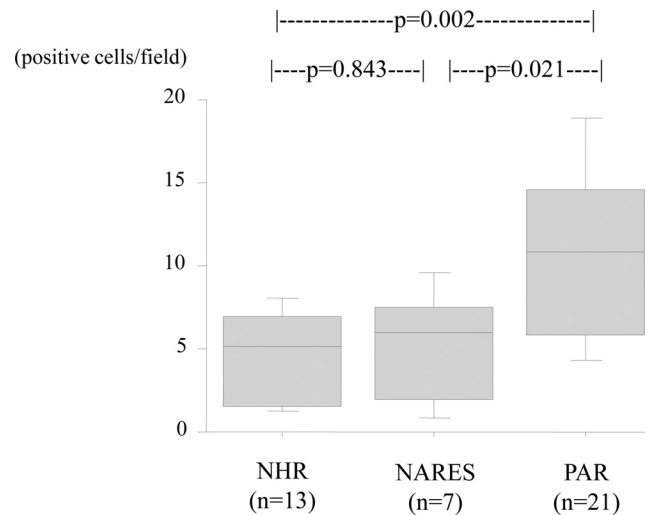 |--------------p=0.002--------------|
(positive cells/field)
|----p=0.843----| |----p=0.021----|
20
15
10
5
0
NHR NARES PAR
(n=13) (n=7) (n=21)